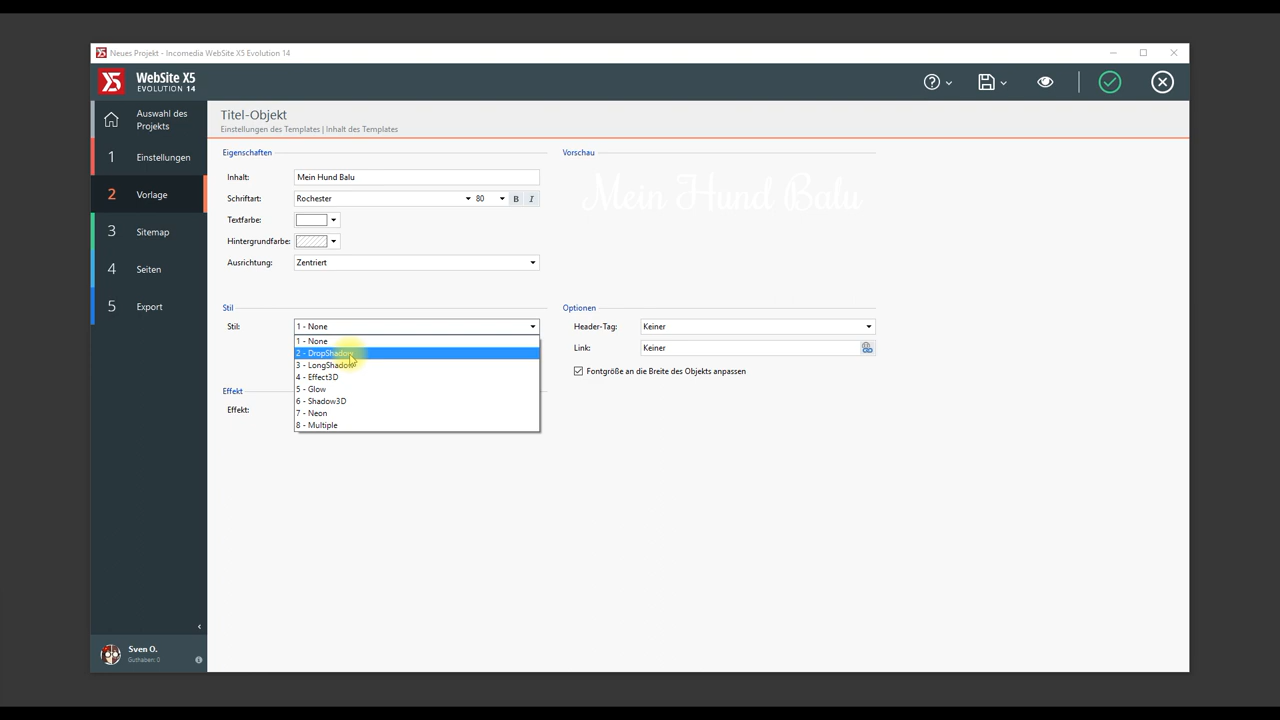 Neues Projekt - Incomedia WebSite X5 Evolution 14
WebSite X5
EVOLUTION 14
Auswahl des
Projekts
1 Einstellungen
2 Vorlage
3 Sitemap
4 Seiten
5 Export
Sven O.
Guthaben: 0
Titel-Objekt
Einstellungen des Templates | Inhalt des Templates
Eigenschaften
Inhalt: Mein Hund Balu
Schriftart: Rochester 80 B I
Textfarbe:
Hintergrundfarbe:
Ausrichtung: Zentriert
Vorschau
Mein Hund Balu
Stil
Stil: 1 - None
1 - None
2 - DropShadow
3 - LongShadow
4 - Effect3D
5 - Glow
6 - Shadow3D
7 - Neon
8 - Multiple
Effekt
Effekt:
Optionen
Header-Tag: Keiner
Link: Keiner
Fontgröße an die Breite des Objekts anpassen